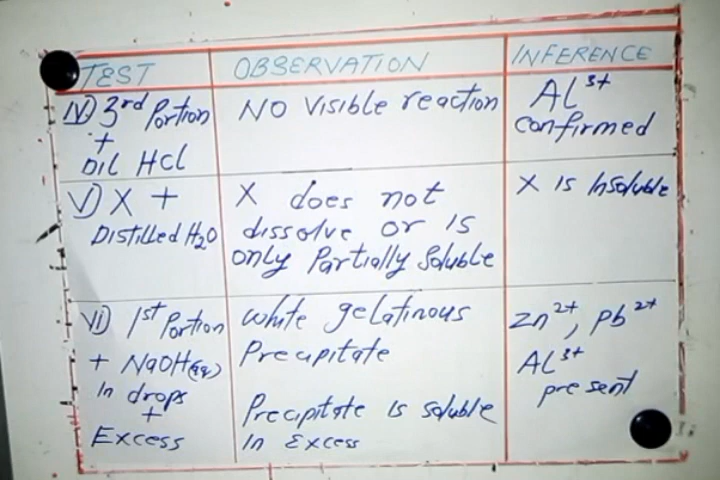 TEST OBSERVATION INFERENCE
IV) 3rd Portion
+
Dil HCl
No Visible reaction
Al3+
Confirmed
V) X +
Distilled H2O
X does not
dissolve or is
only Partially Soluble
X is Insoluble
VI) 1st Portion
+ NaOH(aq)
In drops
+
Excess
White gelatinous
Precipitate
Precipitate is soluble
In Excess
Zn2+, Pb2+
Al3+
present